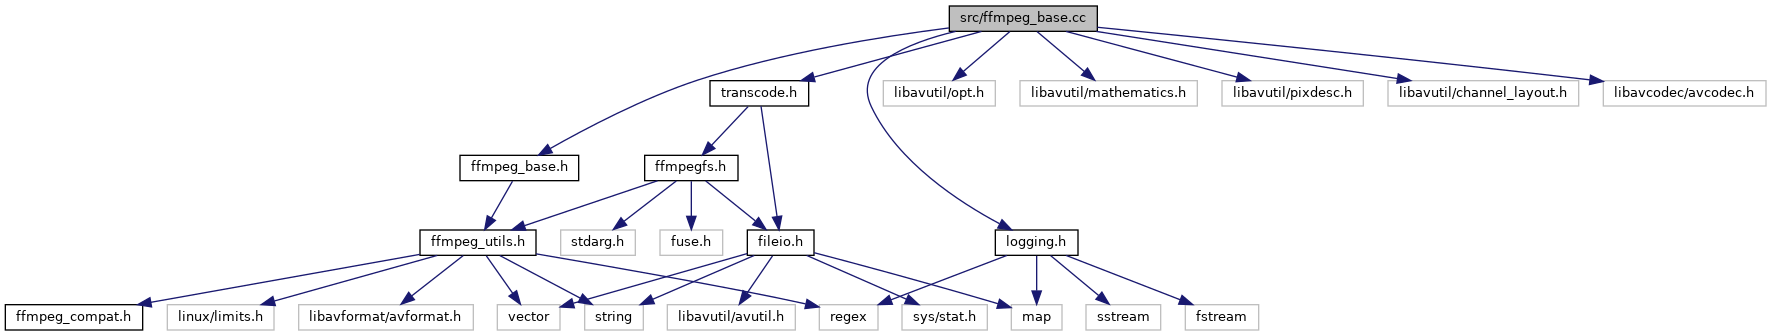 src/ffmpeg_base.cc
transcode.h
libavutil/opt.h
libavutil/mathematics.h
libavutil/pixdesc.h
libavutil/channel_layout.h
libavcodec/avcodec.h
ffmpeg_base.h
ffmpegfs.h
ffmpeg_utils.h
stdarg.h
fuse.h
fileio.h
logging.h
ffmpeg_compat.h
linux/limits.h
libavformat/avformat.h
vector
string
libavutil/avutil.h
regex
sys/stat.h
map
sstream
fstream